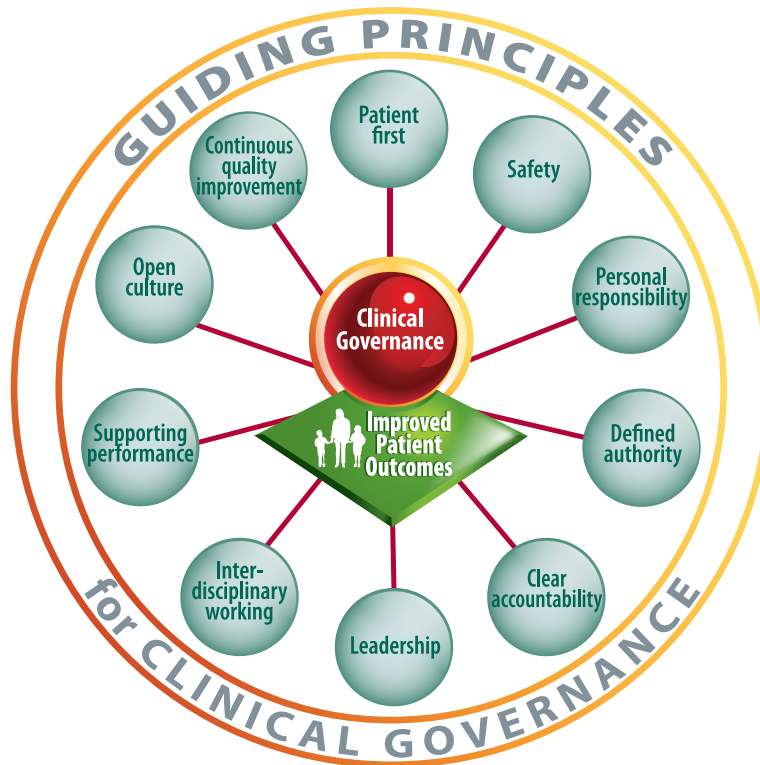 GUIDING PRINCIPLES
Patient
first
Safety
Personal
responsibility
Defined
authority
Clear
accountability
Leadership
Inter-
disciplinary
working
Supporting
performance
Open
culture
Continuous
quality
improvement
Clinical
Governance
Improved
Patient
Outcomes
for CLINICAL GOVERNANCE